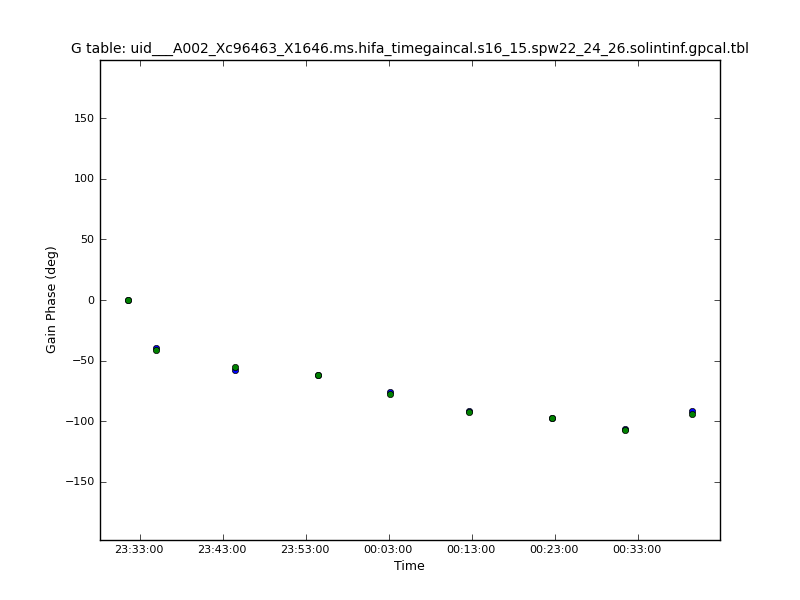 G table: uid___A002_Xc96463_X1646.ms.hifa_timegaincal.s16_15.spw22_24_26.solintinf.gpcal.tbl
150
100
50
0
−50
−100
−150
Gain Phase (deg)
23:33:00 23:43:00 23:53:00 00:03:00 00:13:00 00:23:00 00:33:00
Time